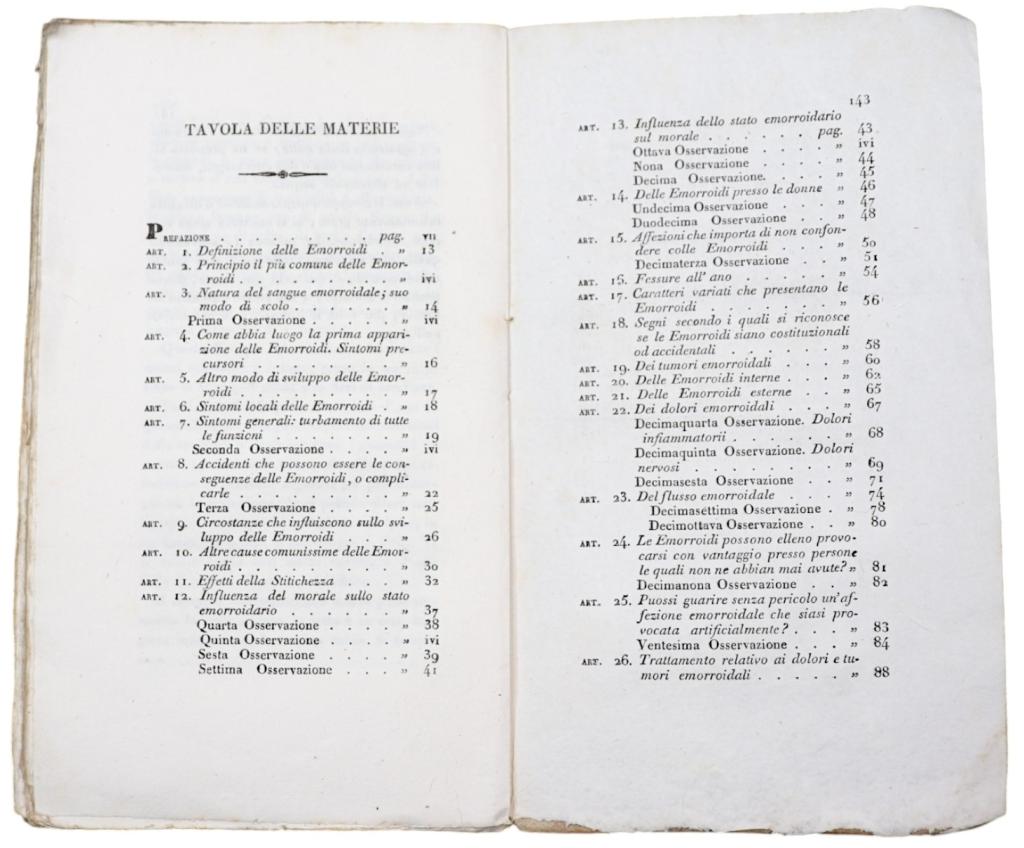 TAVOLA DELLE MATERIE
PREFAZIONE . . . . . . . . . pag. VII
ART. 1. Definizione delle Emorroidi . „ 13
ART. 2. Principio il più comune delle Emor-
roidi . . . . . . . . . „ ivi
ART. 3. Natura del sangue emorroidale; suo
modo di scolo . . . . . . „ 14
Prima Osservazione . . . . . „ ivi
ART. 4. Come abbia luogo la prima appari-
zione delle Emorroidi. Sintomi pre-
cursori . . . . . . . . „ 16
ART. 5. Altro modo di sviluppo delle Emor-
roidi . . . . . . . . . „ 17
ART. 6. Sintomi locali delle Emorroidi . „ 18
ART. 7. Sintomi generali: turbamento di tutte
le funzioni . . . . . . . „ 19
Seconda Osservazione . . . . „ ivi
ART. 8. Accidenti che possono essere le con-
seguenze delle Emorroidi, o compli-
carle . . . . . . . . . „ 22
Terza Osservazione . . . . . „ 25
ART. 9. Circostanze che influiscono sullo svi-
luppo delle Emorroidi . . . „ 26
ART. 10. Altre cause comunissime delle Emor-
roidi . . . . . . . . . „ 30
ART. 11. Effetti della Stitichezza . . . „ 32
ART. 12. Influenza del morale sullo stato
emorroidario . . . . . . „ 37
Quarta Osservazione . . . . „ 38
Quinta Osservazione . . . . „ ivi
Sesta Osservazione . . . . „ 39
Settima Osservazione . . . „ 41
143
ART. 13. Influenza dello stato emorroidario
sul morale . . . . . . pag. 43
Ottava Osservazione . . . . „ ivi
Nona Osservazione . . . . „ 44
Decima Osservazione. . . . „ 45
ART. 14. Delle Emorroidi presso le donne „ 46
Undecima Osservazione . . . „ 47
Duodecima Osservazione . . „ 48
ART. 15. Affezioni che importa di non confon-
dere colle Emorroidi . . . „ 50
Decimaterza Osservazione . . „ 51
ART. 16. Fessure all' ano . . . . . „ 54
ART. 17. Caratteri variati che presentano le
Emorroidi . . . . . . . „ 56
ART. 18. Segni secondo i quali si riconosce
se le Emorroidi siano costituzionali
od accidentali . . . . . . „ 58
ART. 19. Dei tumori emorroidali . . . „ 60
ART. 20. Delle Emorroidi interne . . . „ 62
ART. 21. Delle Emorroidi esterne . . „ 65
ART. 22. Dei dolori emorroidali . . . „ 67
Decimaquarta Osservazione. Dolori
infiammatorii . . . . . . „ 68
Decimaquinta Osservazione. Dolori
nervosi . . . . . . . . „ 69
Decimasesta Osservazione . . „ 71
ART. 23. Del flusso emorroidale . . . „ 74
Decimasettima Osservazione . „ 78
Decimottava Osservazione . . „ 80
ART. 24. Le Emorroidi possono elleno provo-
carsi con vantaggio presso persone
le quali non ne abbian mai avute? „ 81
Decimanona Osservazione . . „ 82
ART. 25. Puossi guarire senza pericolo un'af-
fezione emorroidale che siasi pro-
vocata artificialmente? . . . „ 83
Ventesima Osservazione . . „ 84
ART. 26. Trattamento relativo ai dolori e tu-
mori emorroidali . . . . . „ 88